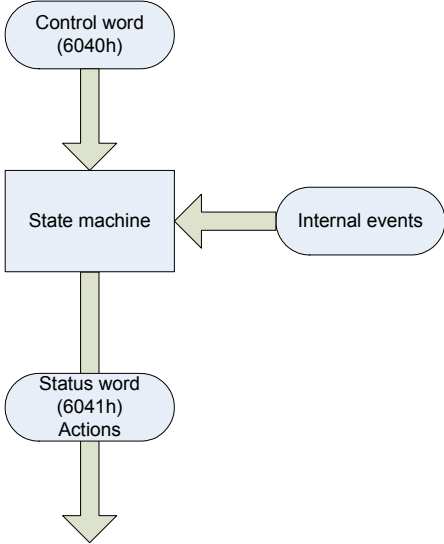 Control word
(6040h)
State machine
Internal events
Status word
(6041h)
Actions